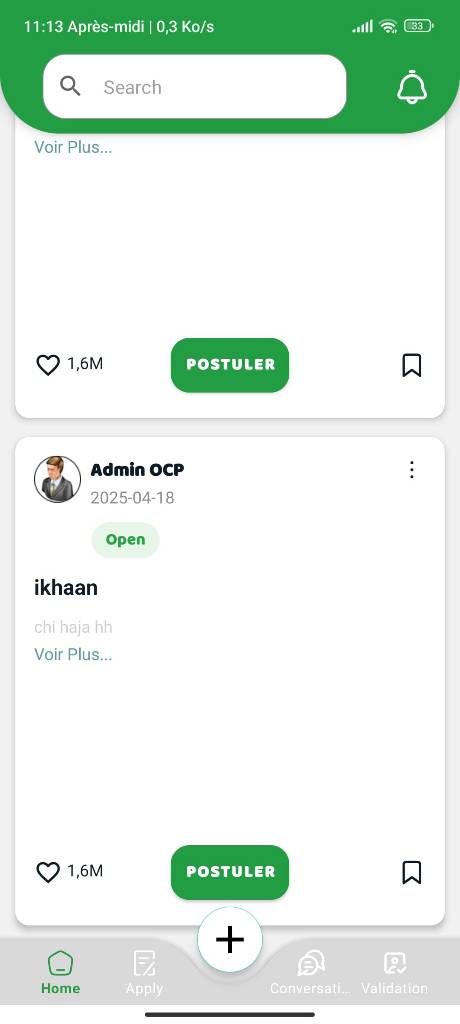 11:13 Après-midi | 0,3 Ko/s
33
Search
Voir Plus...
1,6M
POSTULER
Admin OCP
2025-04-18
Open
ikhaan
chi haja hh
Voir Plus...
1,6M
POSTULER
Home
Apply
Conversati...
Validation